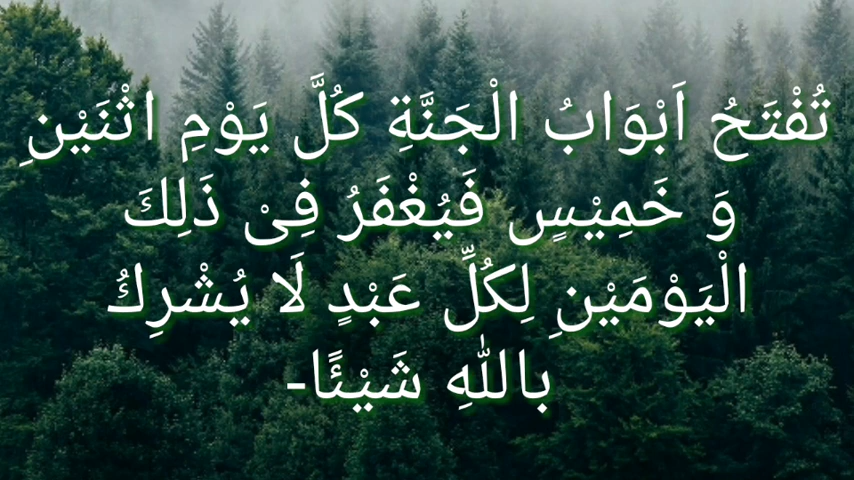 تُفْتَحُ اَبْوَابُ الْجَنَّةِ كُلَّ يَوْمِ اثْنَيْنِ
وَ خَمِيْسٍ فَيُغْفَرُ فِىْ ذَلِكَ
الْيَوْمَيْنِ لِكُلِّ عَبْدٍ لَا يُشْرِكُ
بِاللّٰهِ شَيْئًا-